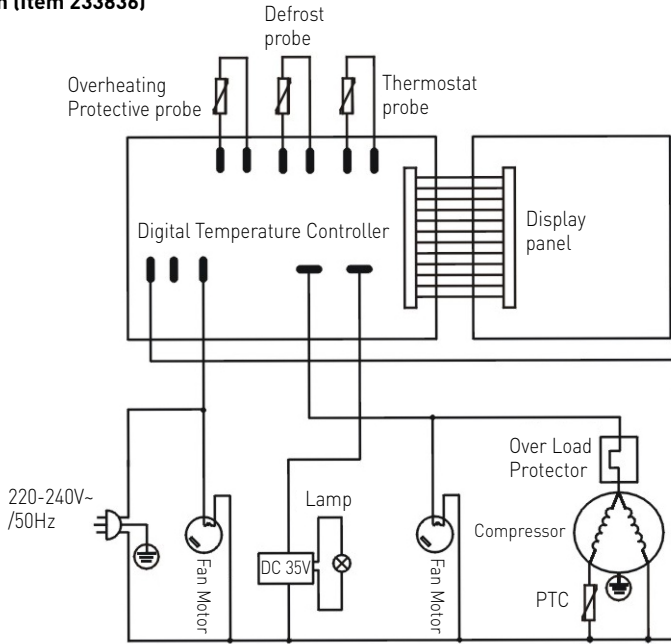 (Item 233836)
Defrost
probe
Overheating
Protective probe
Thermostat
probe
Digital Temperature Controller
Display
panel
Over Load
Protector
220-240V~
/50Hz
Lamp
Compressor
Fan Motor
DC 35V
Fan Motor
PTC